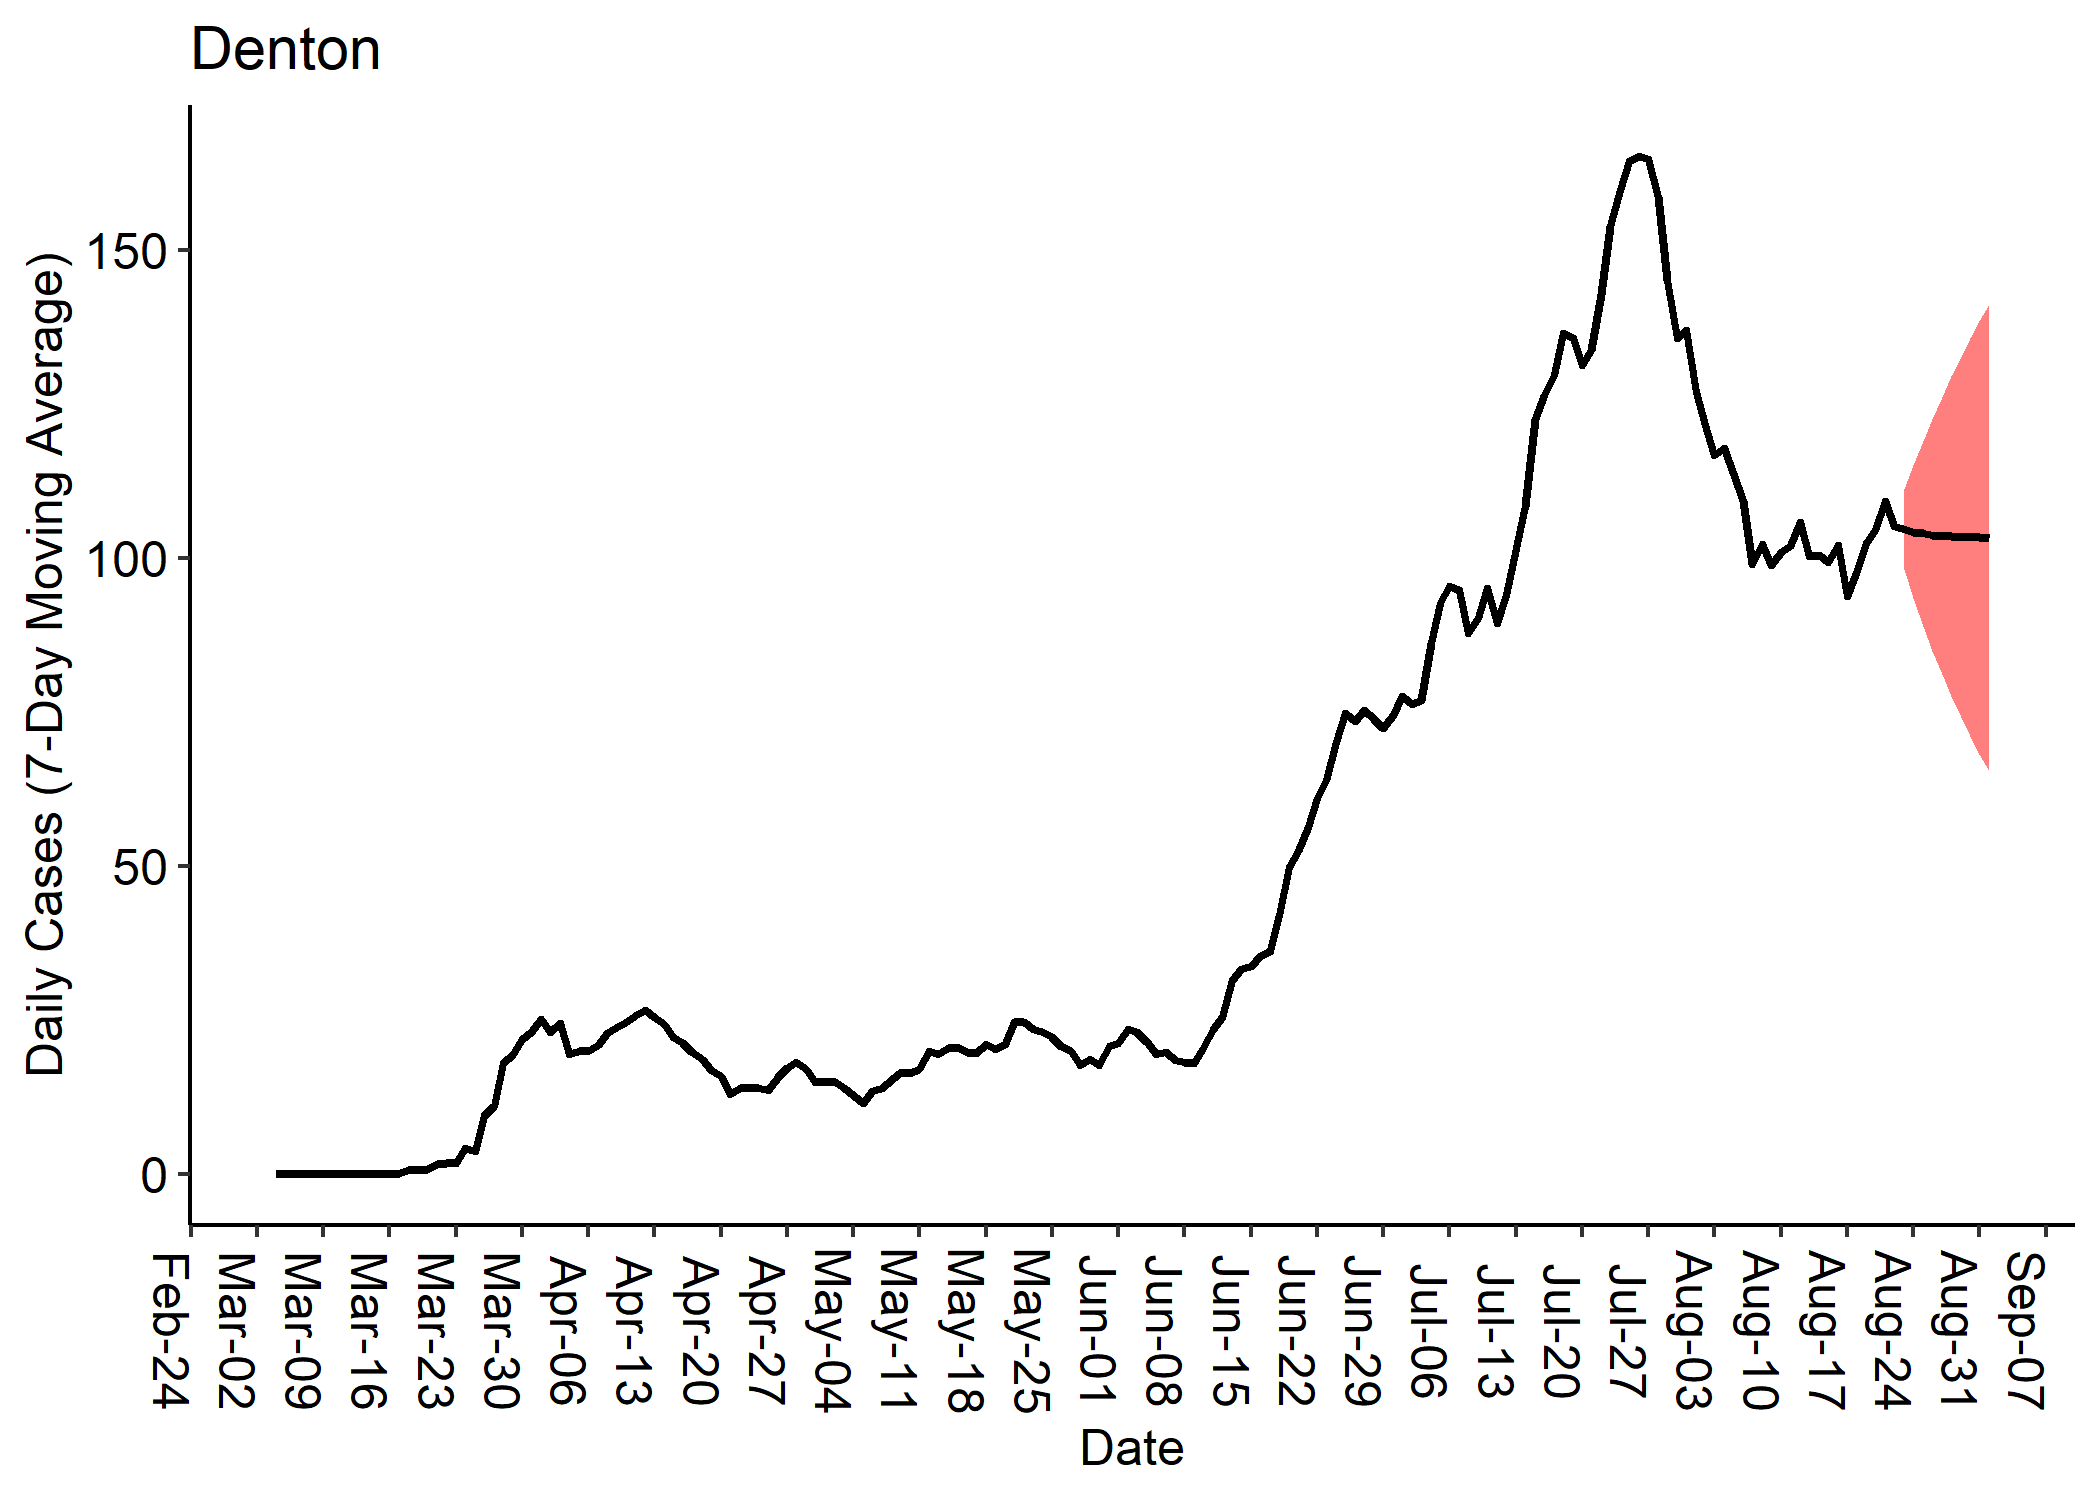 Denton
Daily Cases (7-Day Moving Average)
150
100
50
0
Feb-24
Mar-02
Mar-09
Mar-16
Mar-23
Mar-30
Apr-06
Apr-13
Apr-20
Apr-27
May-04
May-11
May-18
May-25
Jun-01
Jun-08
Jun-15
Jun-22
Jun-29
Jul-06
Jul-13
Jul-20
Jul-27
Aug-03
Aug-10
Aug-17
Aug-24
Aug-31
Sep-07
Date